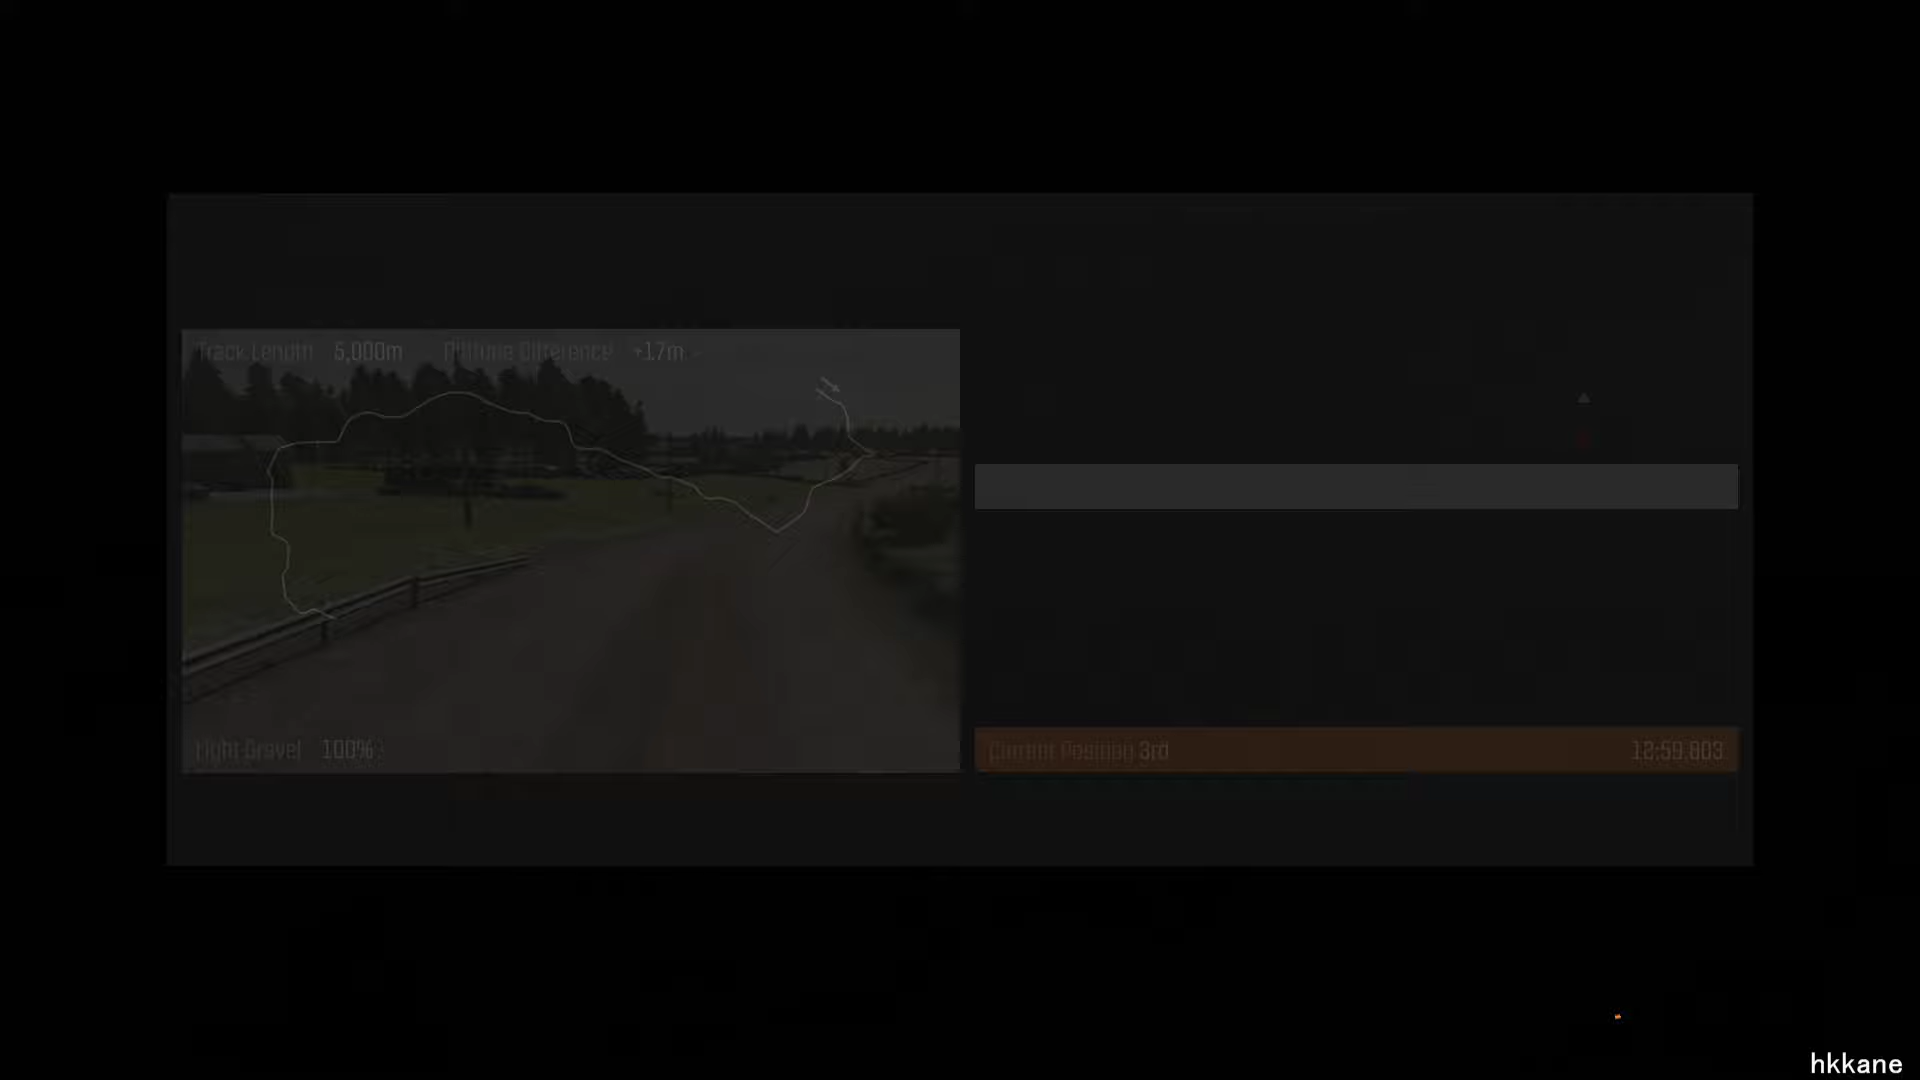 Track Length 5,000m Altitude Difference +17m
Light Gravel 100%
Current Position 3rd 12:59.803
hkkane